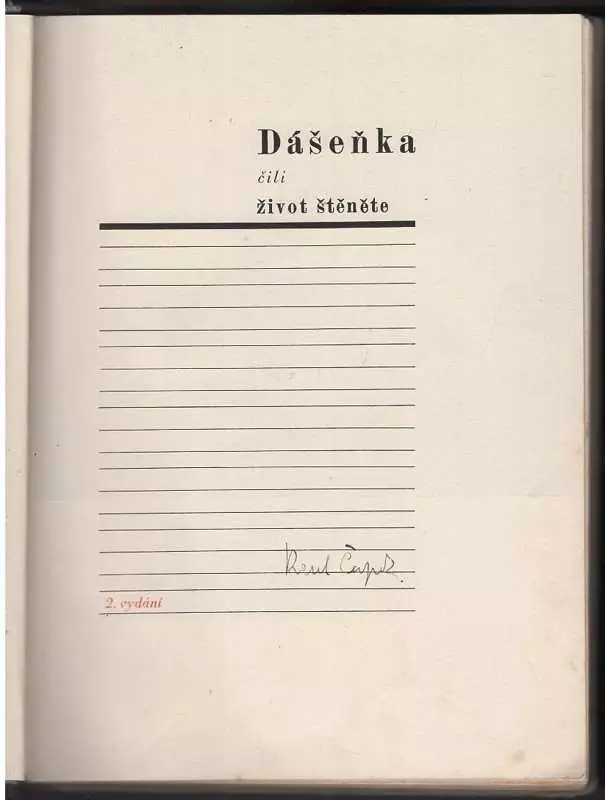 Dášeňka
čili
život štěněte
Karel Čapek
2. vydání